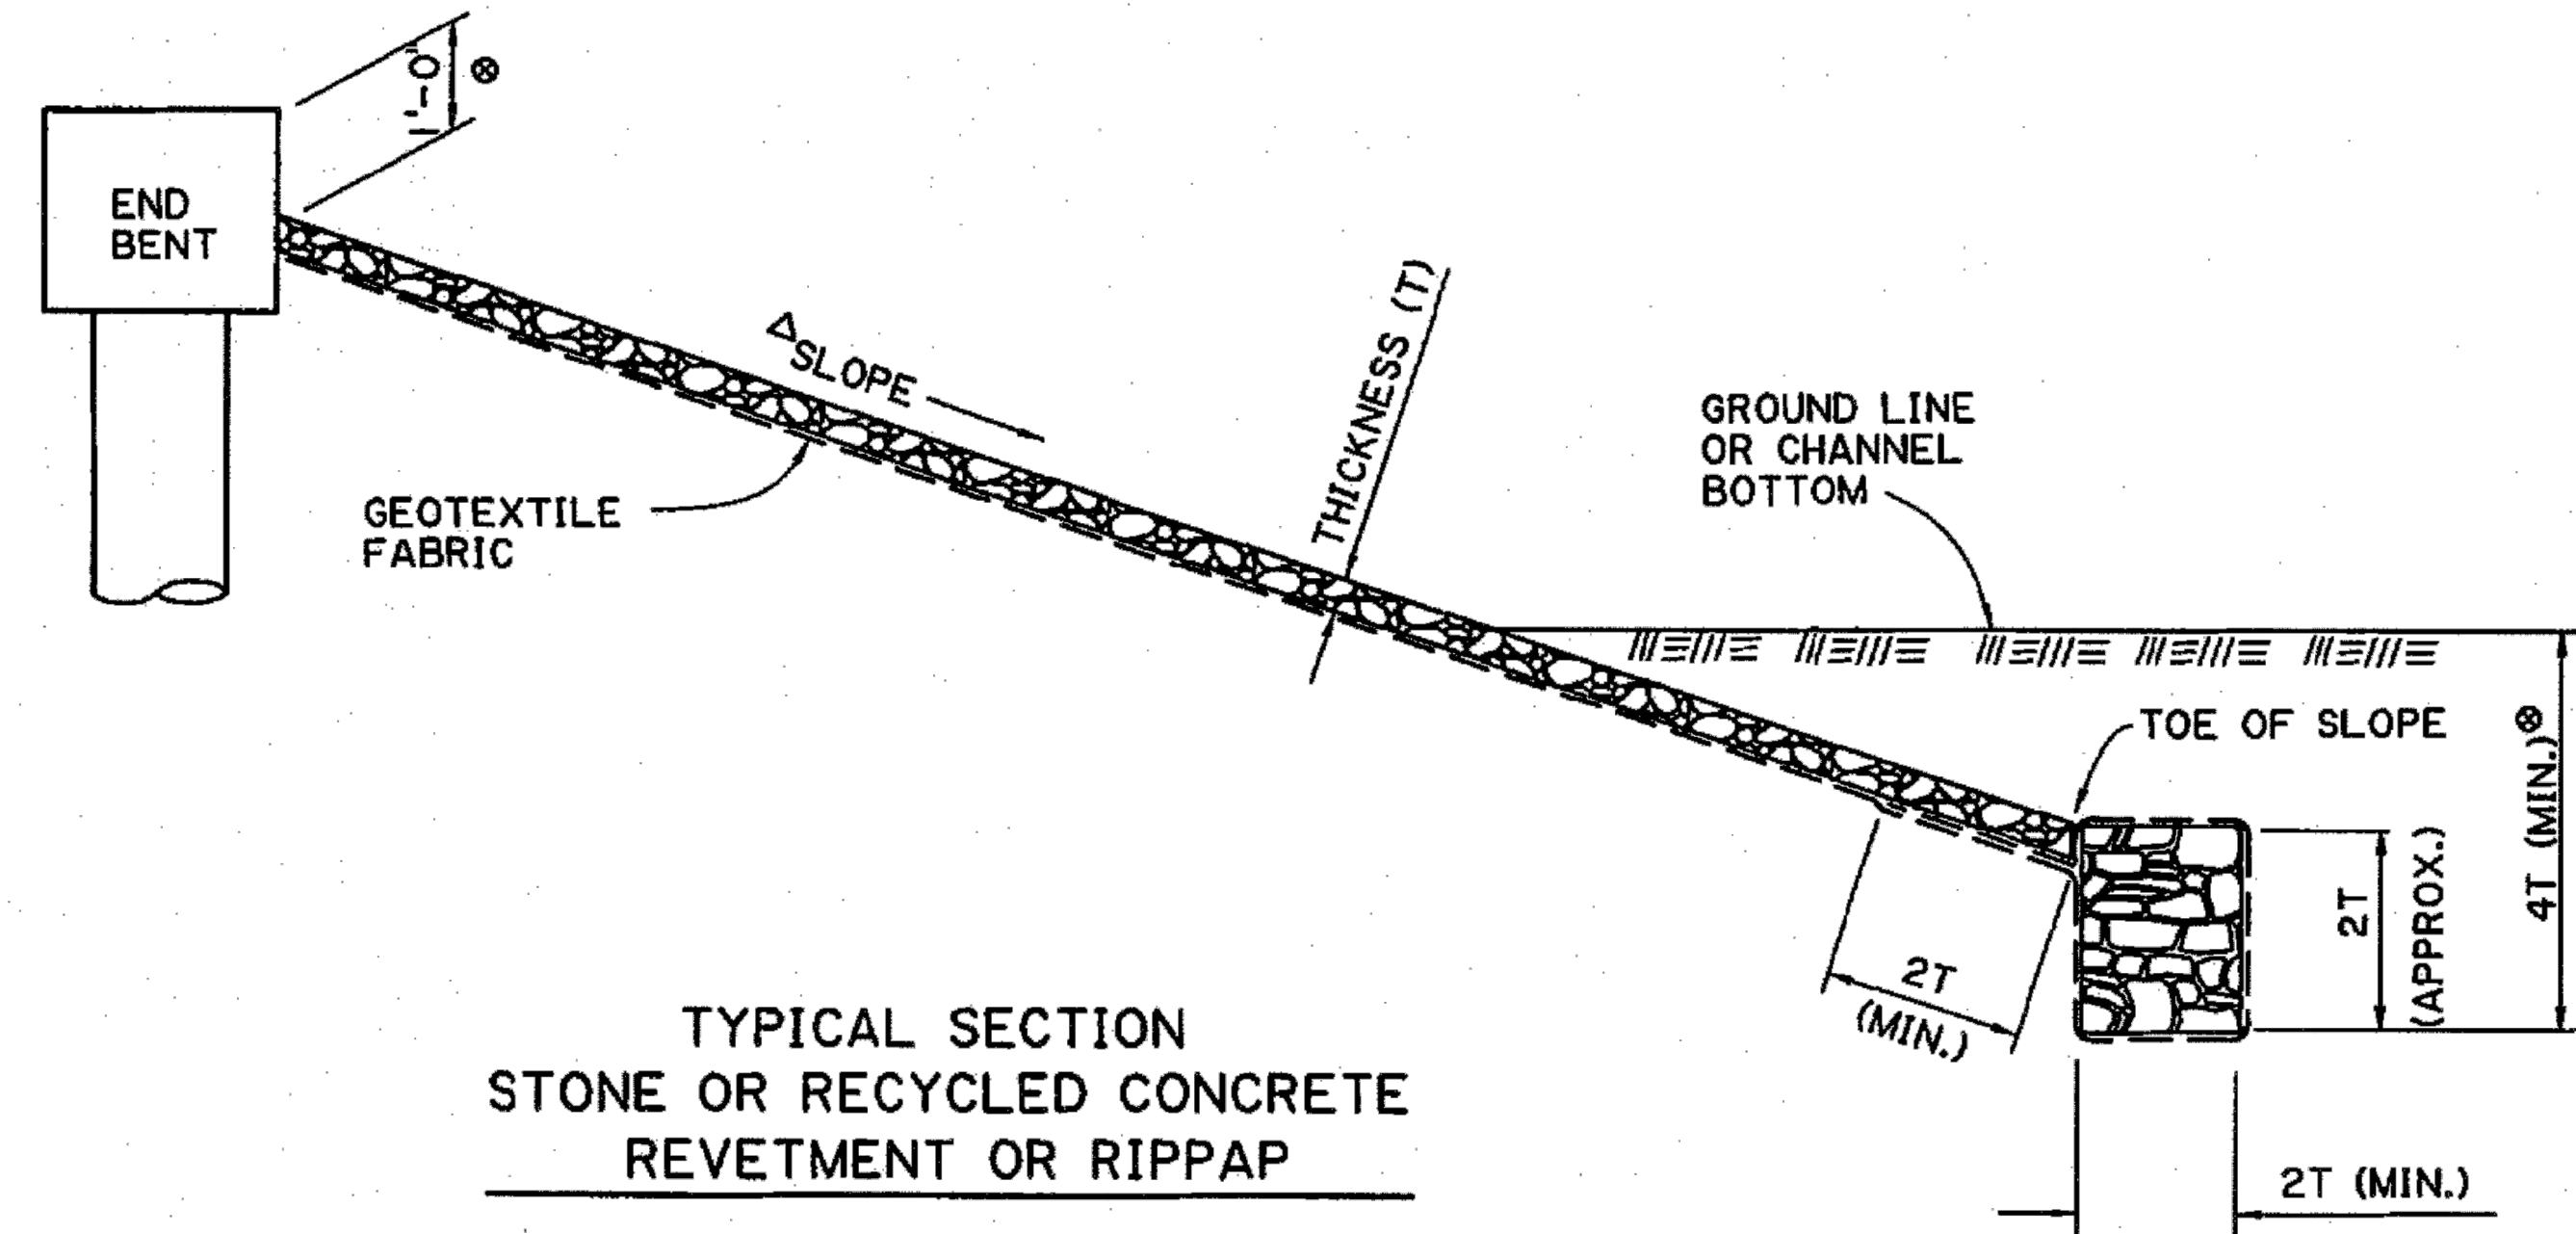 1'-0"
⊗
END
BENT
△
SLOPE
THICKNESS (T)
GEOTEXTILE
FABRIC
GROUND LINE
OR CHANNEL
BOTTOM
TOE OF SLOPE
4T (MIN.)⊗
2T
(APPROX.)
2T
(MIN.)
2T (MIN.)
TYPICAL SECTION
STONE OR RECYCLED CONCRETE
REVETMENT OR RIPPAP